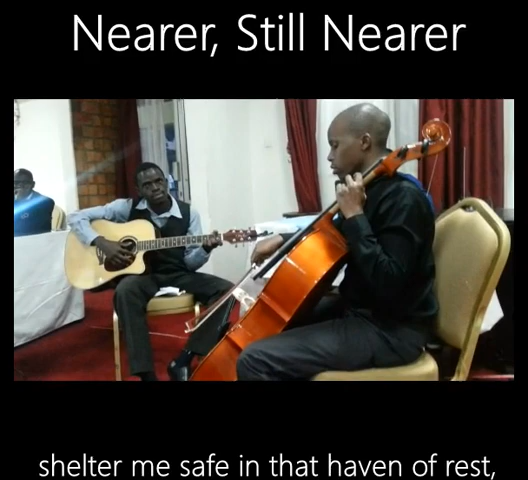 Nearer, Still Nearer
shelter me safe in that haven of rest,